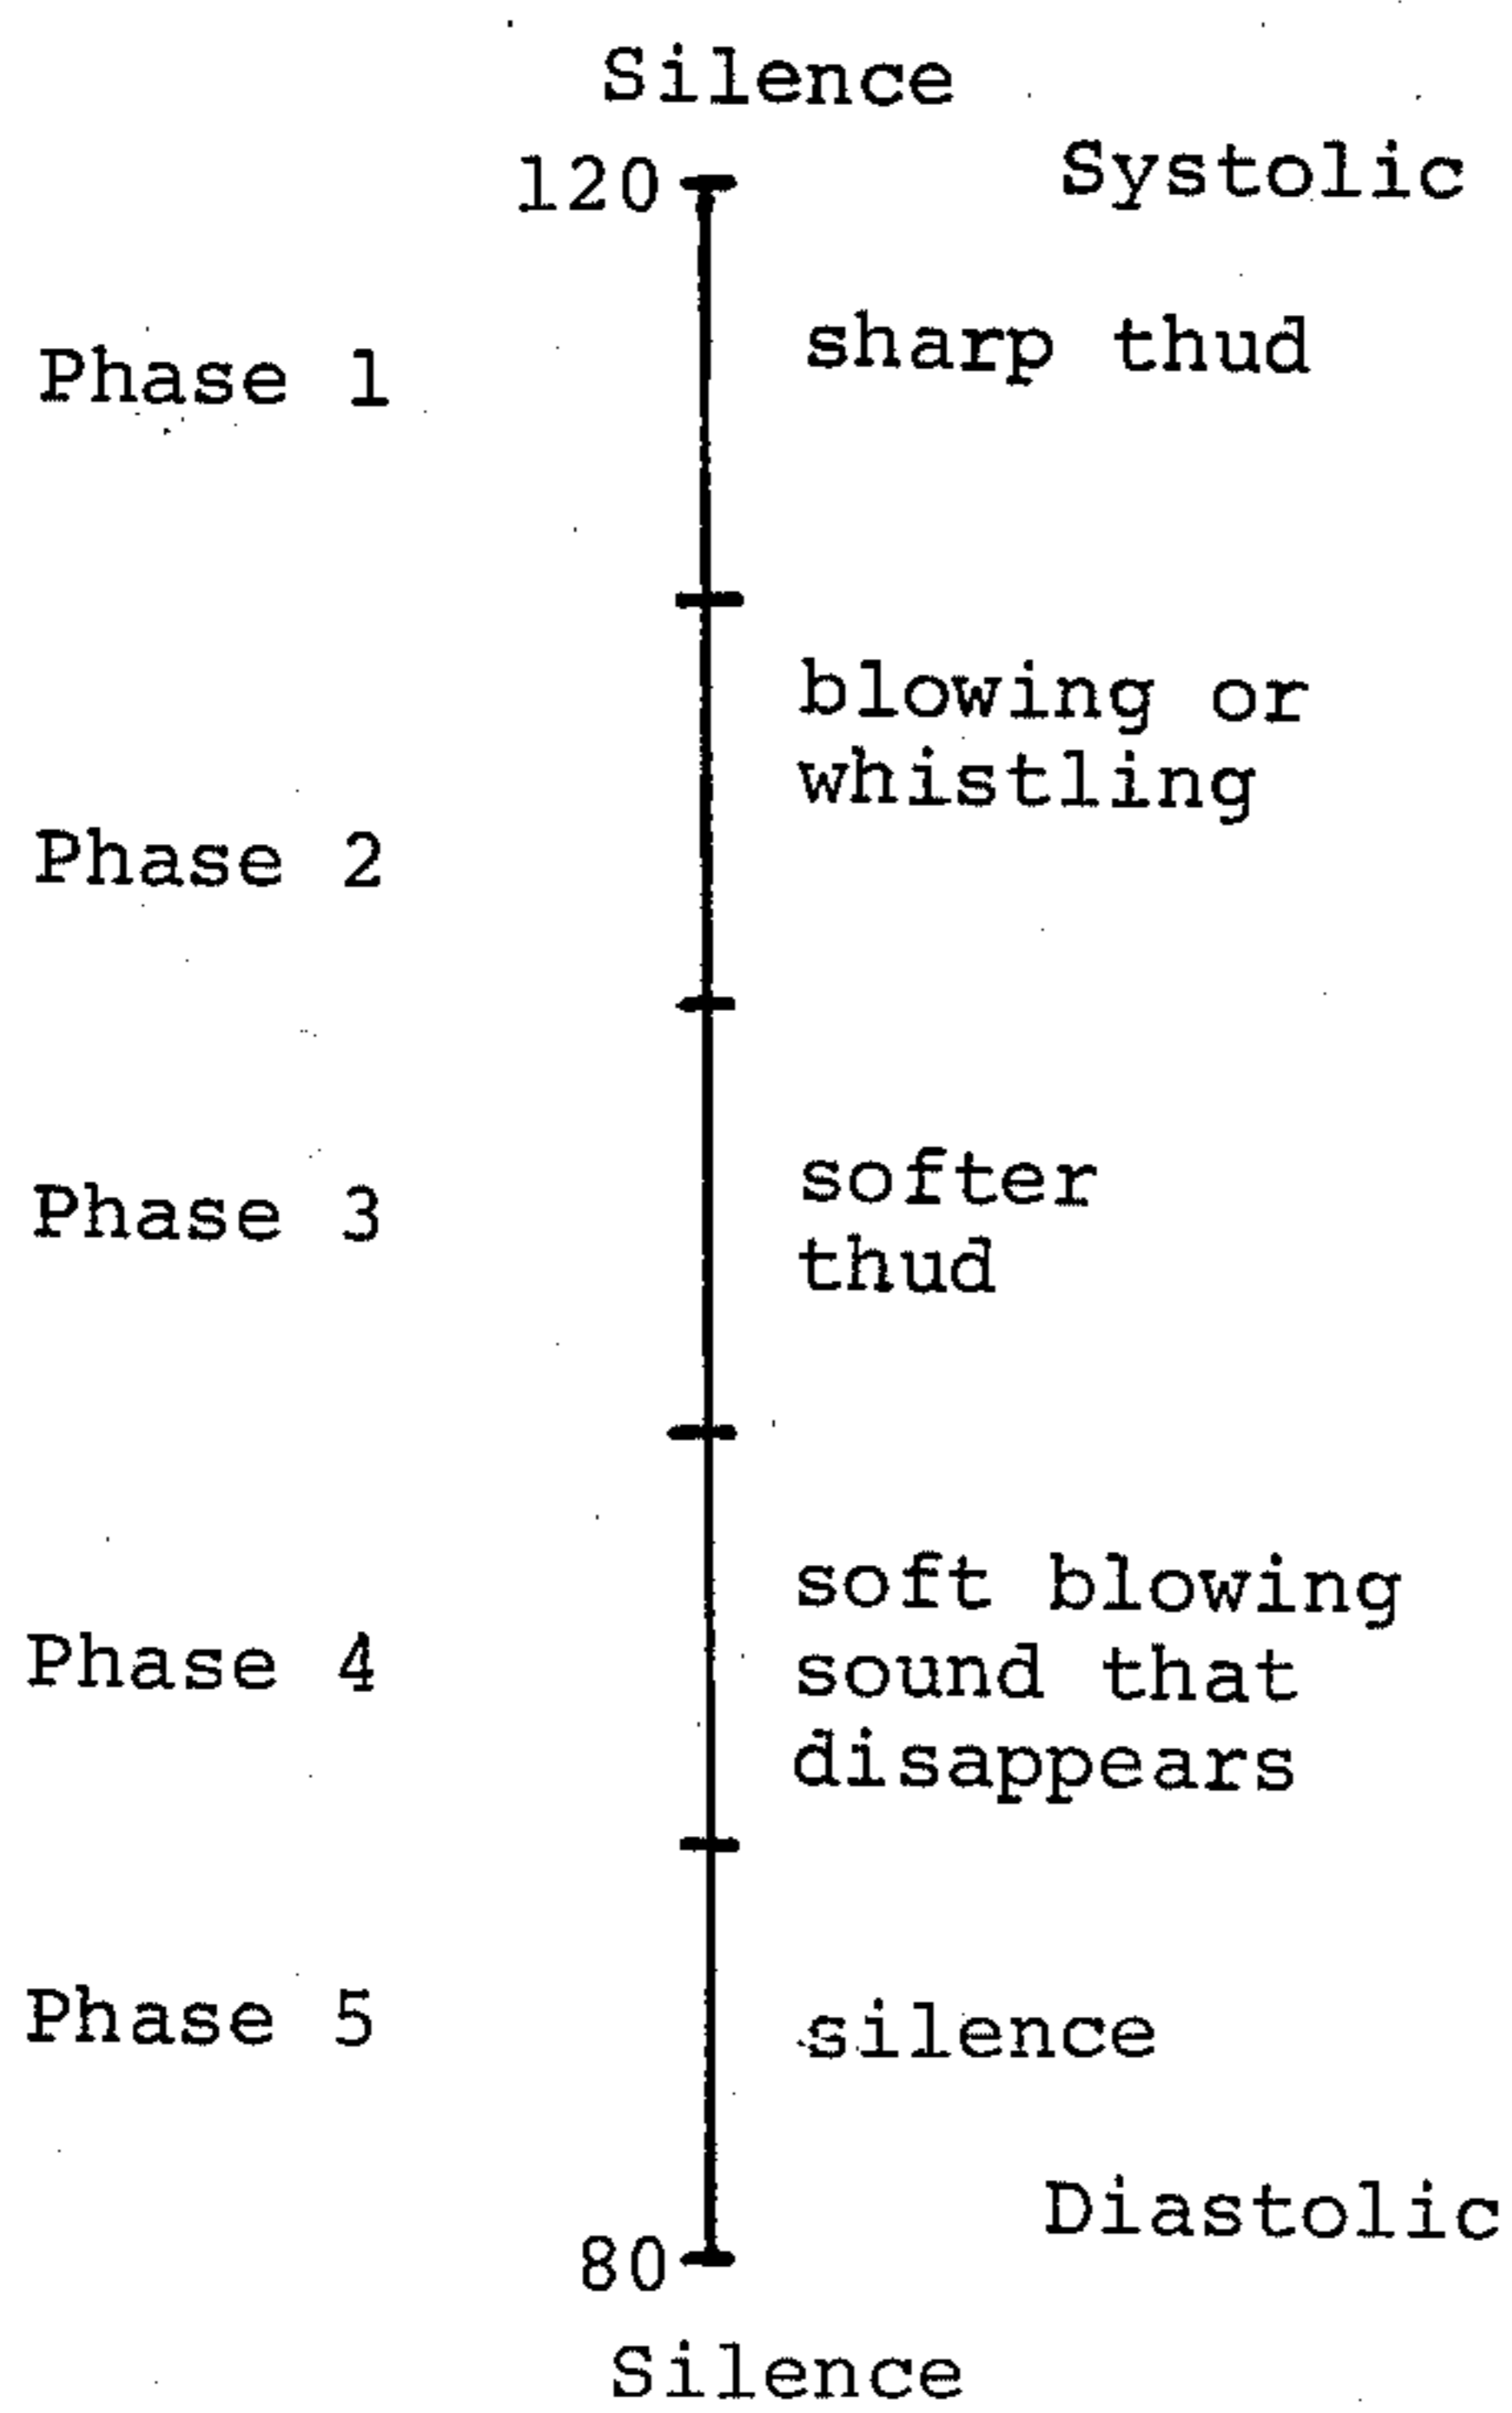 Silence
120
Systolic
Phase 1
sharp thud
blowing or
whistling
Phase 2
softer
Phase 3
thud
soft blowing
Phase 4
sound that
disappears
Phase 5
silence
Diastolic
80
Silence